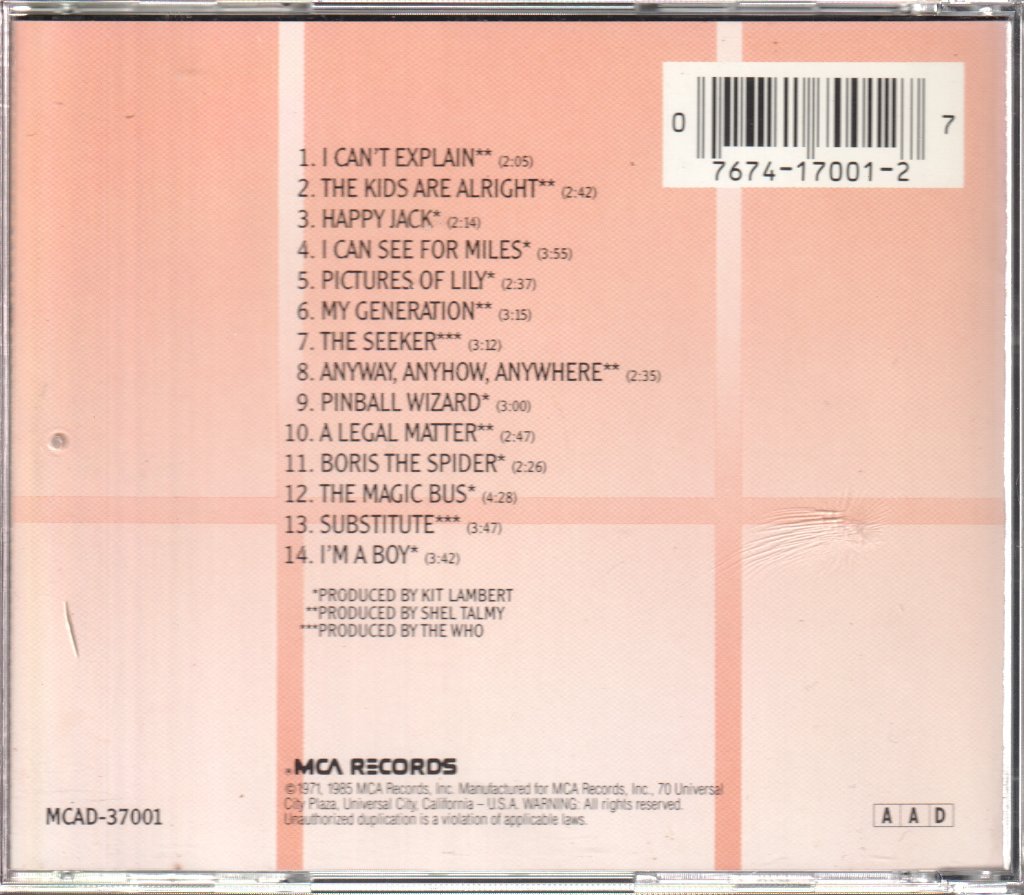 0 7
7674-17001-2
1. I CAN'T EXPLAIN** (2:05)
2. THE KIDS ARE ALRIGHT** (2:42)
3. HAPPY JACK* (2:14)
4. I CAN SEE FOR MILES* (3:55)
5. PICTURES OF LILY* (2:37)
6. MY GENERATION** (3:15)
7. THE SEEKER*** (3:12)
8. ANYWAY, ANYHOW, ANYWHERE** (2:35)
9. PINBALL WIZARD* (3:00)
10. A LEGAL MATTER** (2:47)
11. BORIS THE SPIDER* (2:26)
12. THE MAGIC BUS* (4:28)
13. SUBSTITUTE*** (3:47)
14. I'M A BOY* (3:42)
*PRODUCED BY KIT LAMBERT
**PRODUCED BY SHEL TALMY
***PRODUCED BY THE WHO
MCA RECORDS
©1971, 1985 MCA Records, Inc. Manufactured for MCA Records, Inc., 70 Universal
City Plaza, Universal City, California – U.S.A. WARNING: All rights reserved.
Unauthorized duplication is a violation of applicable laws.
MCAD-37001
A A D